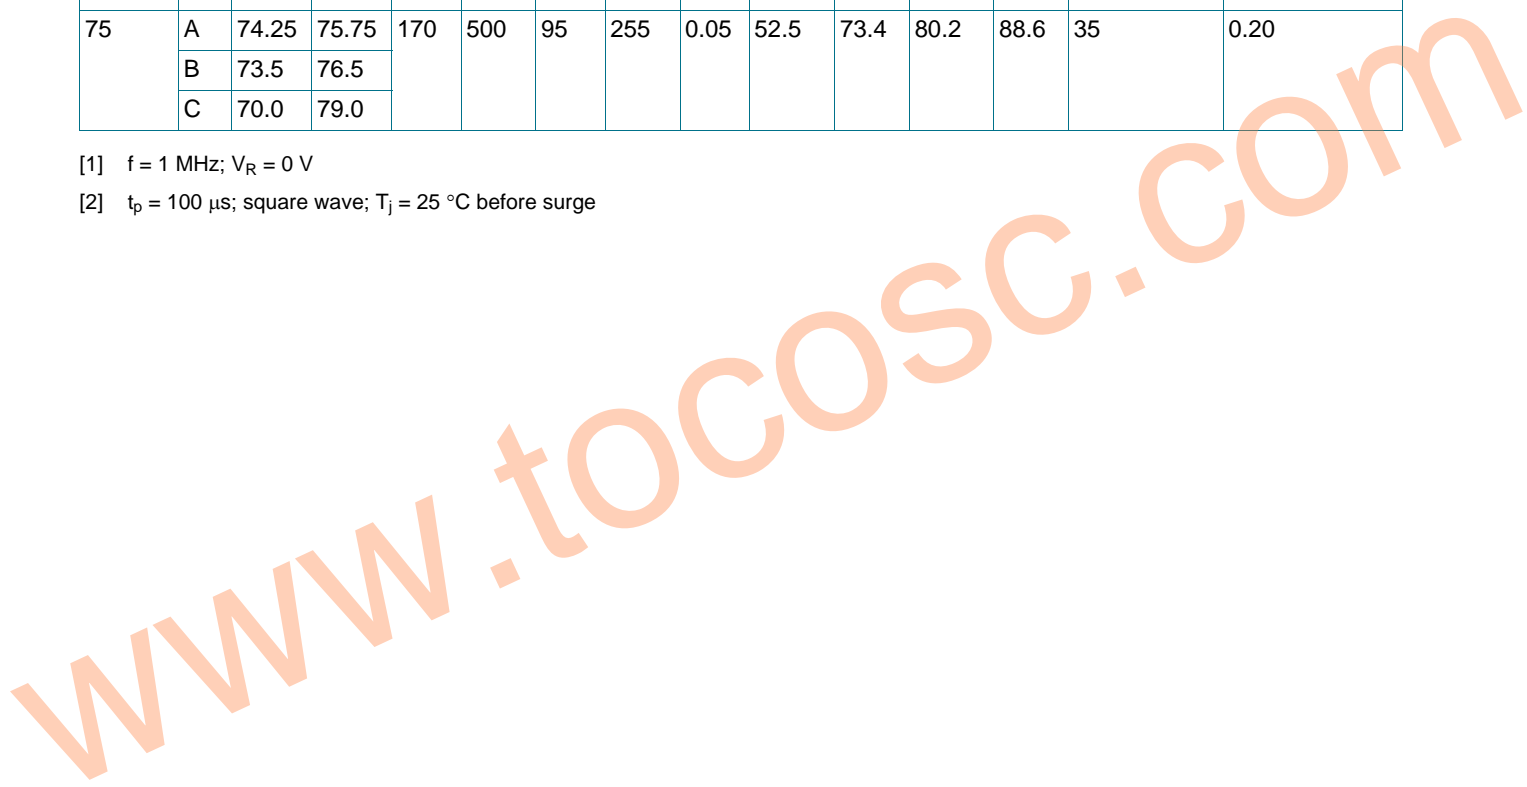 75 A 74.25 75.75 170 500 95 255 0.05 52.5 73.4 80.2 88.6 35 0.20
B 73.5 76.5
C 70.0 79.0
[1] f = 1 MHz; VR = 0 V
[2] tp = 100 μs; square wave; Tj = 25 °C before surge
www.tocosc.com